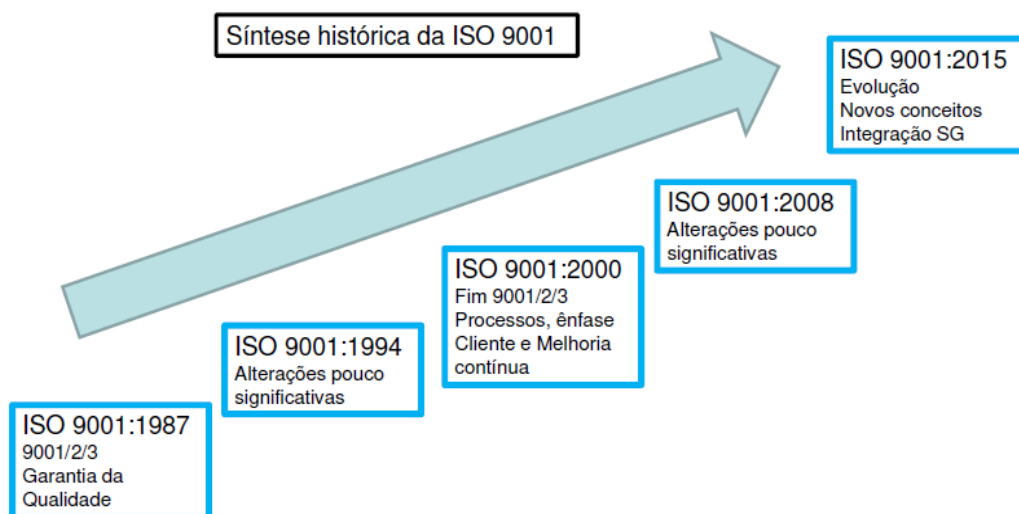 Síntese histórica da ISO 9001
ISO 9001:2015
Evolução
Novos conceitos
Integração SG
ISO 9001:2008
Alterações pouco
significativas
ISO 9001:2000
Fim 9001/2/3
Processos, ênfase
Cliente e Melhoria
contínua
ISO 9001:1994
Alterações pouco
significativas
ISO 9001:1987
9001/2/3
Garantia da
Qualidade